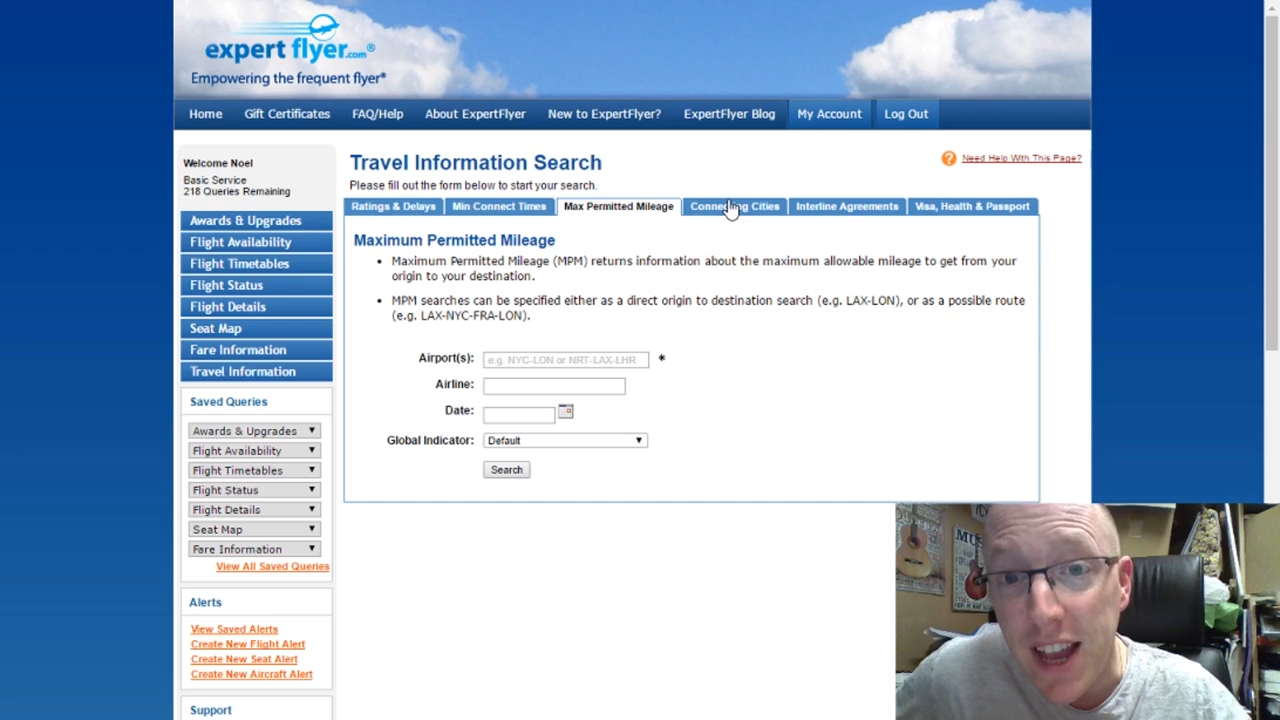 expert flyer.com®
Empowering the frequent flyer®
Home Gift Certificates FAQ/Help About ExpertFlyer New to ExpertFlyer? ExpertFlyer Blog My Account Log Out
Welcome Noel
Basic Service
218 Queries Remaining
Awards & Upgrades
Flight Availability
Flight Timetables
Flight Status
Flight Details
Seat Map
Fare Information
Travel Information
Saved Queries
Awards & Upgrades
Flight Availability
Flight Timetables
Flight Status
Flight Details
Seat Map
Fare Information
View All Saved Queries
Alerts
View Saved Alerts
Create New Flight Alert
Create New Seat Alert
Create New Aircraft Alert
Support
Travel Information Search
? Need Help With This Page?
Please fill out the form below to start your search.
Ratings & Delays Min Connect Times Max Permitted Mileage Cities Interline Agreements Visa, Health & Passport
Maximum Permitted Mileage
• Maximum Permitted Mileage (MPM) returns information about the maximum allowable mileage to get from your
origin to your destination.
• MPM searches can be specified either as a direct origin to destination search (e.g. LAX-LON), or as a possible route
(e.g. LAX-NYC-FRA-LON).
Airport(s): e.g. NYC-LON or NRT-LAX-LHR *
Airline:
Date:
Global Indicator: Default
Search